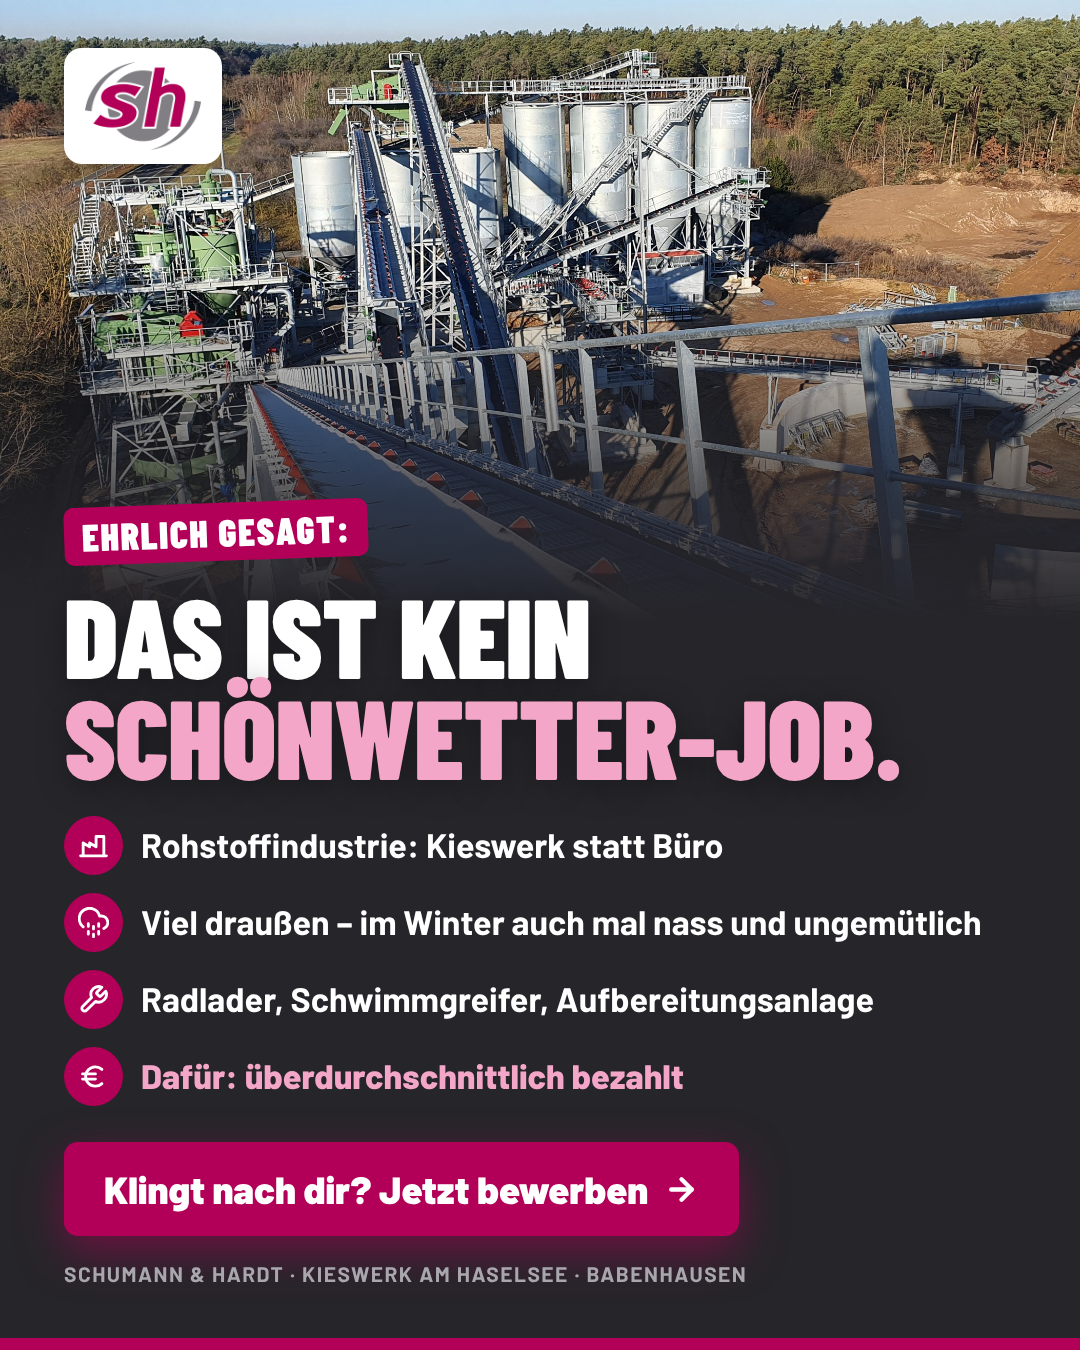 sh
EHRLICH GESAGT:
DAS IST KEIN
SCHÖNWETTER-JOB.
Rohstoffindustrie: Kieswerk statt Büro
Viel draußen – im Winter auch mal nass und ungemütlich
Radlader, Schwimmgreifer, Aufbereitungsanlage
€
Dafür: überdurchschnittlich bezahlt
Klingt nach dir? Jetzt bewerben →
SCHUMANN & HARDT · KIESWERK AM HASELSEE · BABENHAUSEN